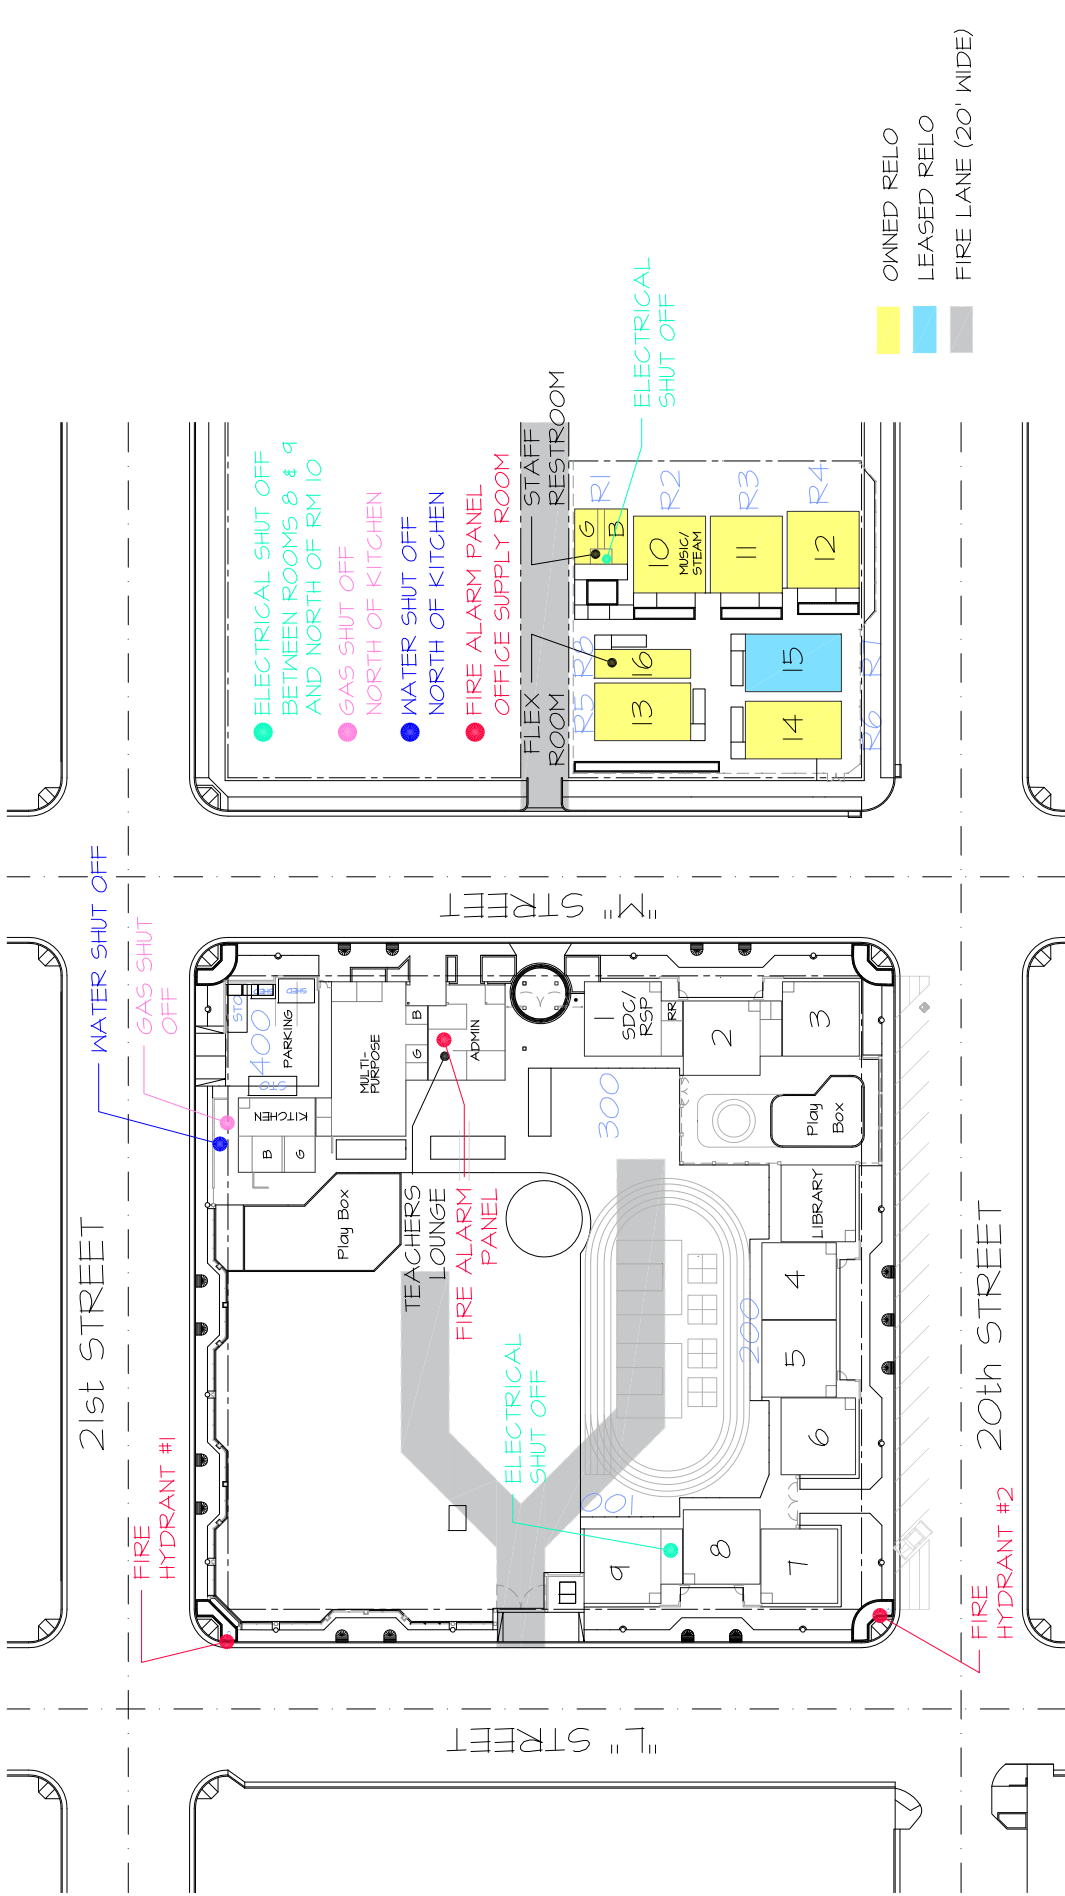 OWNED RELO
LEASED RELO
FIRE LANE (20' WIDE)
ELECTRICAL SHUT OFF
BETWEEN ROOMS 8 & 9
AND NORTH OF RM 10
GAS SHUT OFF
NORTH OF KITCHEN
WATER SHUT OFF
NORTH OF KITCHEN
FIRE ALARM PANEL
OFFICE SUPPLY ROOM
FLEX
ROOM
STAFF
RESTROOM
ELECTRICAL
SHUT OFF
R1
R2
R3
R4
R5
R8
R6
R7
G
B
10
MUSIC/
STEAM
11
12
13
16
14
15
"M" STREET
WATER SHUT OFF
GAS SHUT
OFF
STO
400
PARKING
STO
KITCHEN
B
G
MULTI-
PURPOSE
B
G
ADMIN
1
SDC/
RSP
RR
2
3
300
Play
Box
LIBRARY
Play Box
TEACHERS
LOUNGE
FIRE ALARM
PANEL
4
5
6
200
ELECTRICAL
SHUT OFF
100
9
8
7
21st STREET
20th STREET
FIRE
HYDRANT #1
FIRE
HYDRANT #2
"L" STREET